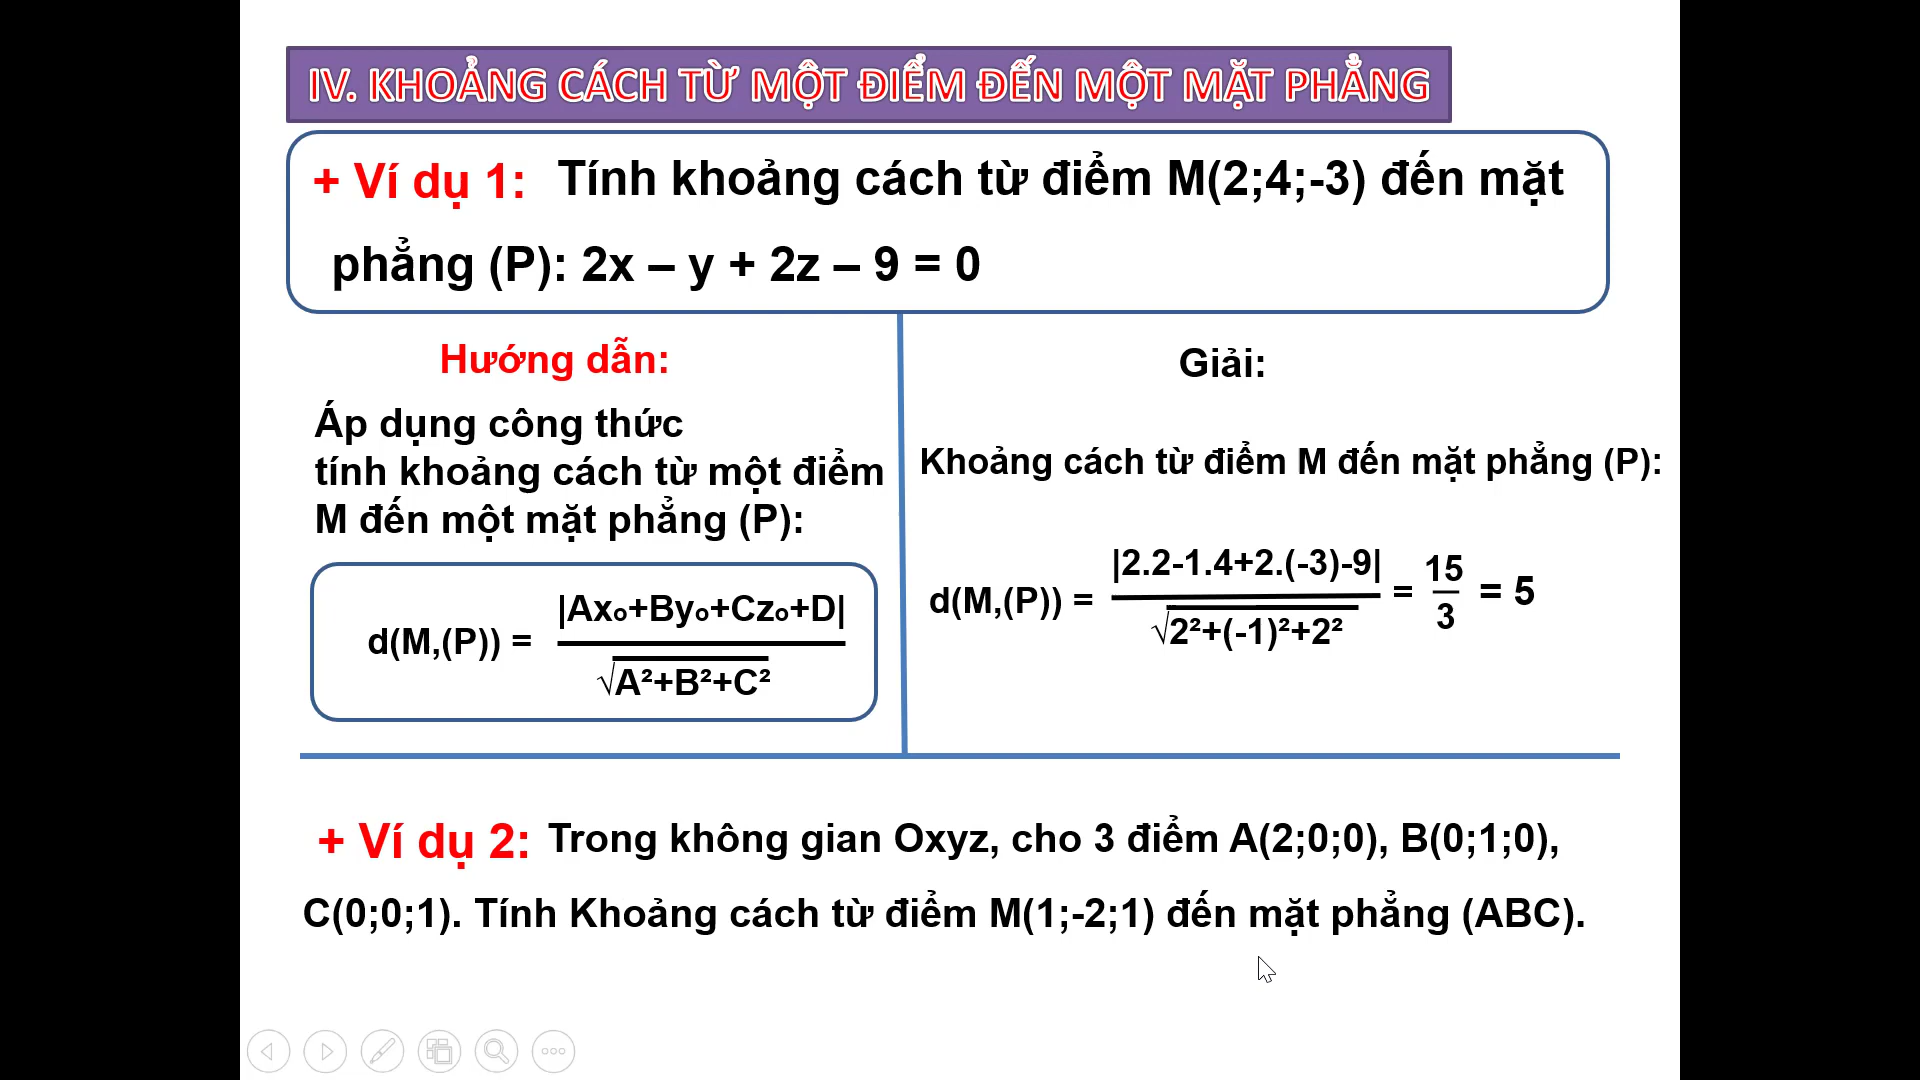 IV. KHOẢNG CÁCH TỪ MỘT ĐIỂM ĐẾN MỘT MẶT PHẲNG
+ Ví dụ 1: Tính khoảng cách từ điểm M(2;4;-3) đến mặt
phẳng (P): 2x – y + 2z – 9 = 0
Hướng dẫn:
Áp dụng công thức
tính khoảng cách từ một điểm
M đến một mặt phẳng (P):
d(M,(P)) = |Ax₀+By₀+Cz₀+D| / √A²+B²+C²
Giải:
Khoảng cách từ điểm M đến mặt phẳng (P):
d(M,(P)) = |2.2-1.4+2.(-3)-9| / √2²+(-1)²+2² = 15/3 = 5
+ Ví dụ 2: Trong không gian Oxyz, cho 3 điểm A(2;0;0), B(0;1;0),
C(0;0;1). Tính Khoảng cách từ điểm M(1;-2;1) đến mặt phẳng (ABC).